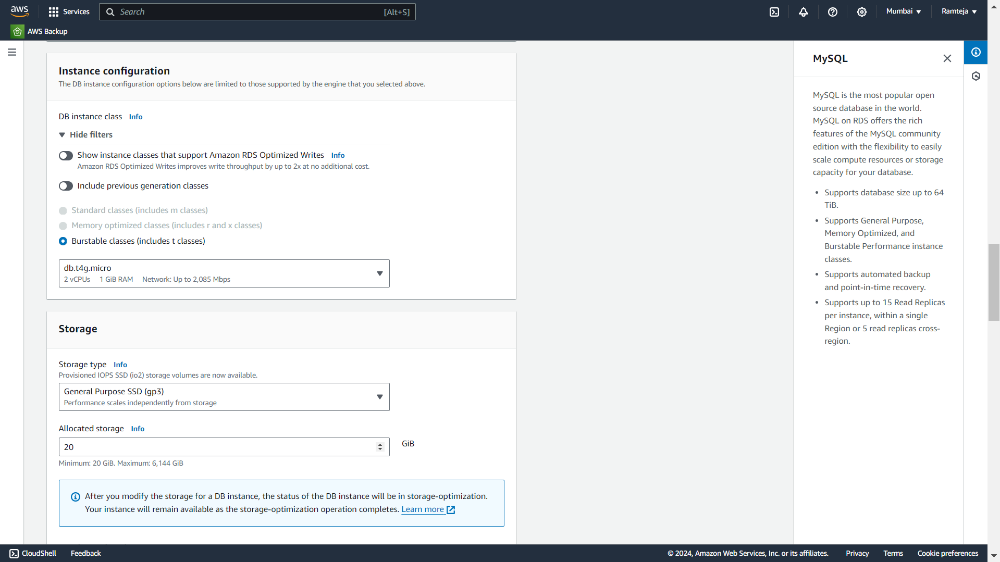 aws
Services
Search
[Alt+S]
Mumbai
Ramteja
AWS Backup
Instance configuration
The DB instance configuration options below are limited to those supported by the engine that you selected above.
DB instance class Info
Hide filters
Show instance classes that support Amazon RDS Optimized Writes Info
Amazon RDS Optimized Writes improves write throughput by up to 2x at no additional cost.
Include previous generation classes
Standard classes (includes m classes)
Memory optimized classes (includes r and x classes)
Burstable classes (includes t classes)
db.t4g.micro
2 vCPUs 1 GiB RAM Network: Up to 2,085 Mbps
Storage
Storage type Info
Provisioned IOPS SSD (io2) storage volumes are now available.
General Purpose SSD (gp3)
Performance scales independently from storage
Allocated storage Info
20
GiB
Minimum: 20 GiB. Maximum: 6,144 GiB
After you modify the storage for a DB instance, the status of the DB instance will be in storage-optimization.
Your instance will remain available as the storage-optimization operation completes. Learn more
MySQL
MySQL is the most popular open
source database in the world.
MySQL on RDS offers the rich
features of the MySQL community
edition with the flexibility to easily
scale compute resources or storage
capacity for your database.
• Supports database size up to 64
TiB.
• Supports General Purpose,
Memory Optimized, and
Burstable Performance instance
classes.
• Supports automated backup
and point-in-time recovery.
• Supports up to 15 Read Replicas
per instance, within a single
Region or 5 read replicas cross-
region.
CloudShell
Feedback
© 2024, Amazon Web Services, Inc. or its affiliates.
Privacy
Terms
Cookie preferences